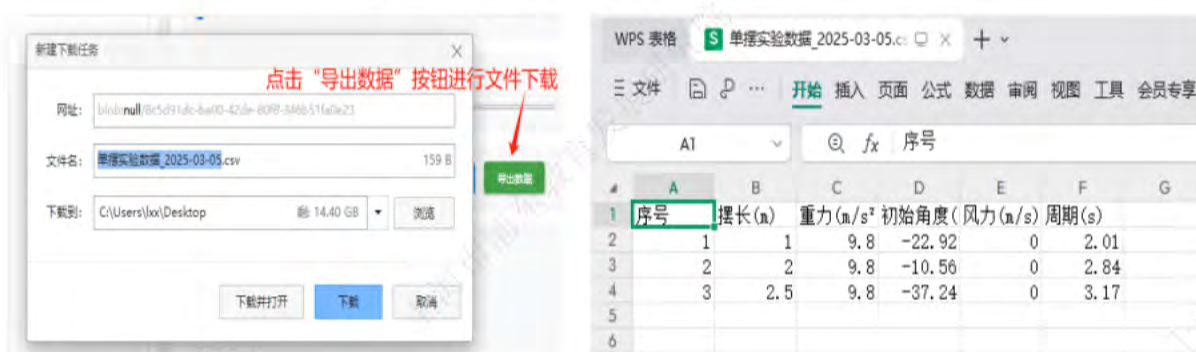 新建下载任务
点击“导出数据”按钮进行文件下载
网址:
文件名: 单摆实验数据_2025-03-05.csv 159 B
导出数据
下载到: C:\Users\lxx\Desktop 剩: 14.40 GB 浏览
下载并打开 下载 取消
WPS 表格 S 单摆实验数据_2025-03-05.c
三 文件 ··· 开始 插入 页面 公式 数据 审阅 视图 工具 会员专享
A1 fx 序号
A B C D E F G
1 序号 摆长(m) 重力(m/s² 初始角度( 风力(m/s) 周期(s)
2 1 1 9.8 -22.92 0 2.01
3 2 2 9.8 -10.56 0 2.84
4 3 2.5 9.8 -37.24 0 3.17
5
6